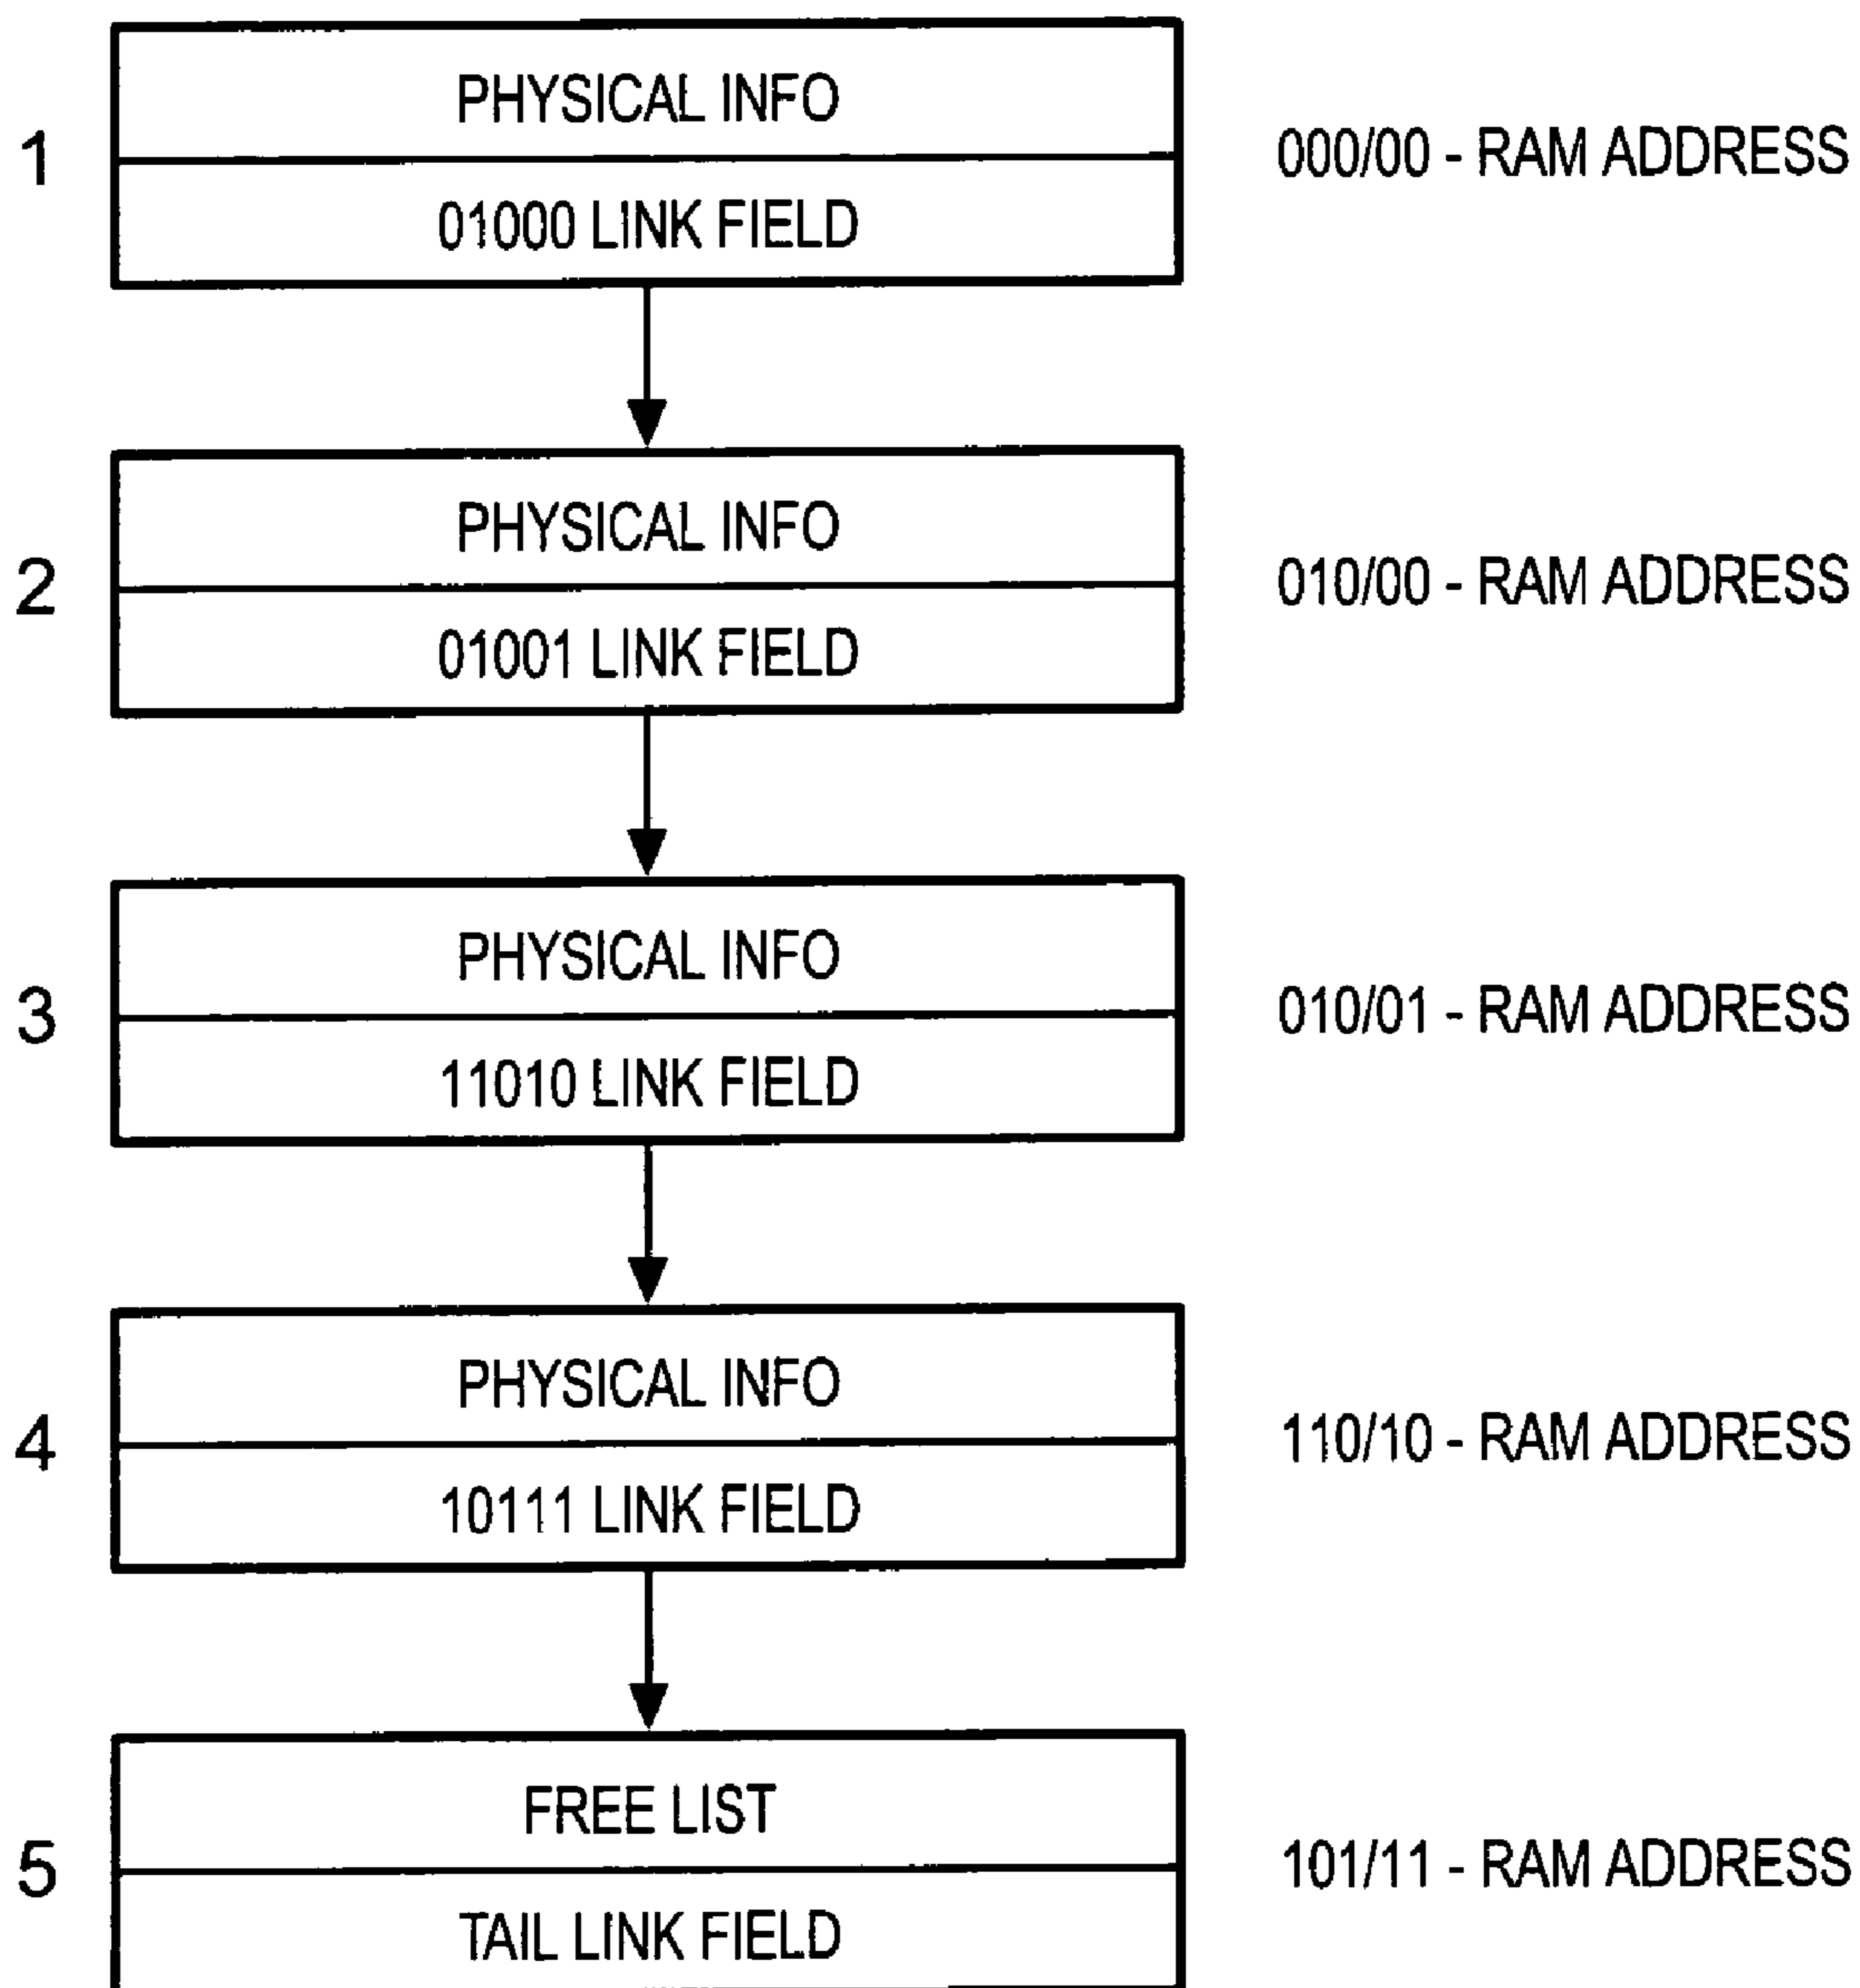 PHYSICAL INFO
1
000/00 - RAM ADDRESS
01000 LINK FIELD
PHYSICAL INFO
2
010/00 - RAM ADDRESS
01001 LINK FIELD
PHYSICAL INFO
3
010/01 - RAM ADDRESS
11010 LINK FIELD
PHYSICAL INFO
4
110/10 - RAM ADDRESS
10111 LINK FIELD
FREE LIST
5
101/11 - RAM ADDRESS
TAIL LINK FIELD